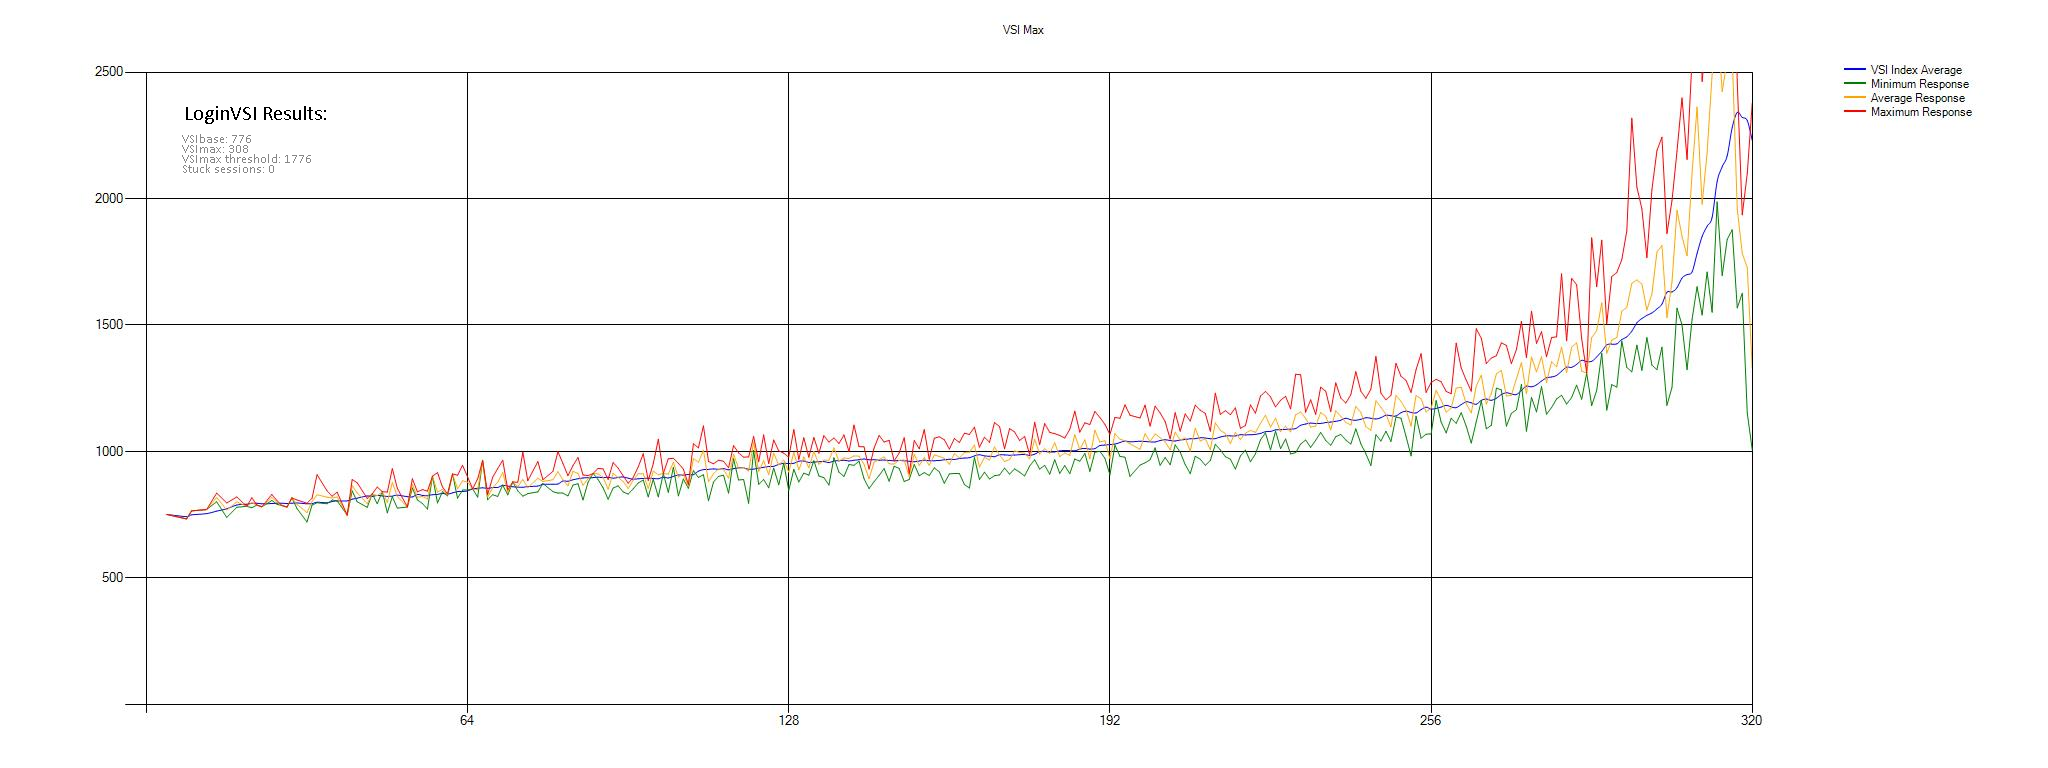 VSI Max
2500
2000
1500
1000
500
LoginVSI Results:
VSIbase: 776
VSImax: 308
VSImax threshold: 1776
Stuck sessions: 0
VSI Index Average
Minimum Response
Average Response
Maximum Response
64
128
192
256
320